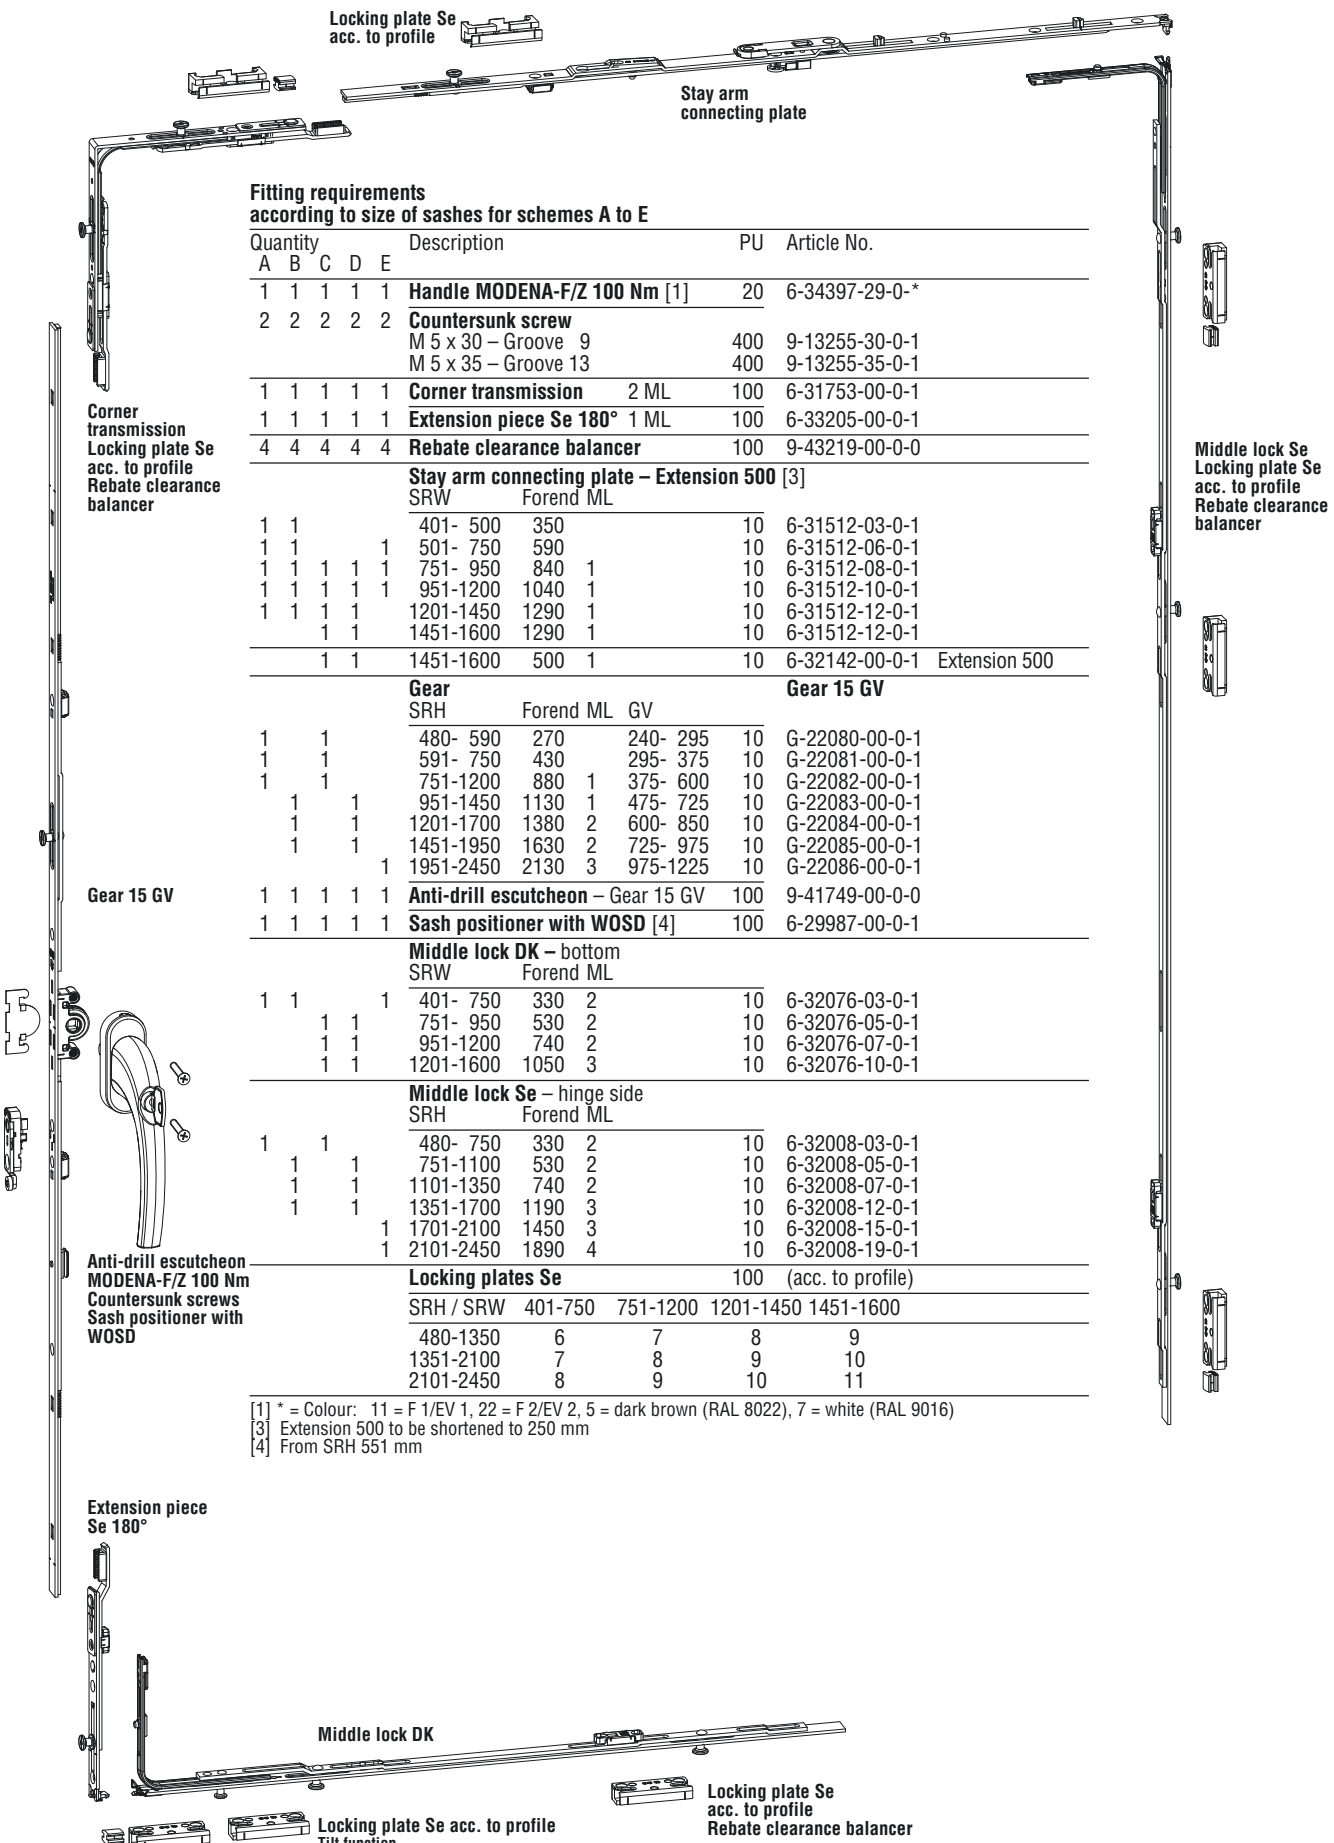 Locking plate Se
acc. to profile
Stay arm
connecting plate
Fitting requirements
according to size of sashes for schemes A to E
Quantity Description PU Article No.
A B C D E
1 1 1 1 1 Handle MODENA-F/Z 100 Nm [1] 20 6-34397-29-0-*
2 2 2 2 2 Countersunk screw
M 5 x 30 – Groove 9 400 9-13255-30-0-1
M 5 x 35 – Groove 13 400 9-13255-35-0-1
1 1 1 1 1 Corner transmission 2 ML 100 6-31753-00-0-1
1 1 1 1 1 Extension piece Se 180° 1 ML 100 6-33205-00-0-1
4 4 4 4 4 Rebate clearance balancer 100 9-43219-00-0-0
Stay arm connecting plate – Extension 500 [3]
SRW Forend ML
1 1 401- 500 350 10 6-31512-03-0-1
1 1 1 501- 750 590 10 6-31512-06-0-1
1 1 1 1 1 751- 950 840 1 10 6-31512-08-0-1
1 1 1 1 1 951-1200 1040 1 10 6-31512-10-0-1
1 1 1 1 1201-1450 1290 1 10 6-31512-12-0-1
1 1 1451-1600 1290 1 10 6-31512-12-0-1
1 1 1451-1600 500 1 10 6-32142-00-0-1 Extension 500
Gear Gear 15 GV
SRH Forend ML GV
1 1 480- 590 270 240- 295 10 G-22080-00-0-1
1 1 591- 750 430 295- 375 10 G-22081-00-0-1
1 1 751-1200 880 1 375- 600 10 G-22082-00-0-1
1 1 951-1450 1130 1 475- 725 10 G-22083-00-0-1
1 1 1201-1700 1380 2 600- 850 10 G-22084-00-0-1
1 1 1451-1950 1630 2 725- 975 10 G-22085-00-0-1
1 1951-2450 2130 3 975-1225 10 G-22086-00-0-1
1 1 1 1 1 Anti-drill escutcheon – Gear 15 GV 100 9-41749-00-0-0
1 1 1 1 1 Sash positioner with WOSD [4] 100 6-29987-00-0-1
Middle lock DK – bottom
SRW Forend ML
1 1 1 401- 750 330 2 10 6-32076-03-0-1
1 1 751- 950 530 2 10 6-32076-05-0-1
1 1 951-1200 740 2 10 6-32076-07-0-1
1 1 1201-1600 1050 3 10 6-32076-10-0-1
Middle lock Se – hinge side
SRH Forend ML
1 1 480- 750 330 2 10 6-32008-03-0-1
1 1 751-1100 530 2 10 6-32008-05-0-1
1 1 1101-1350 740 2 10 6-32008-07-0-1
1 1 1351-1700 1190 3 10 6-32008-12-0-1
1 1701-2100 1450 3 10 6-32008-15-0-1
1 2101-2450 1890 4 10 6-32008-19-0-1
Locking plates Se 100 (acc. to profile)
SRH / SRW 401-750 751-1200 1201-1450 1451-1600
480-1350 6 7 8 9
1351-2100 7 8 9 10
2101-2450 8 9 10 11
[1] * = Colour: 11 = F 1/EV 1, 22 = F 2/EV 2, 5 = dark brown (RAL 8022), 7 = white (RAL 9016)
[3] Extension 500 to be shortened to 250 mm
[4] From SRH 551 mm
Corner
transmission
Locking plate Se
acc. to profile
Rebate clearance
balancer
Middle lock Se
Locking plate Se
acc. to profile
Rebate clearance
balancer
Gear 15 GV
Anti-drill escutcheon
MODENA-F/Z 100 Nm
Countersunk screws
Sash positioner with
WOSD
Extension piece
Se 180°
Middle lock DK
Locking plate Se
acc. to profile
Rebate clearance balancer
Locking plate Se acc. to profile
Tilt function